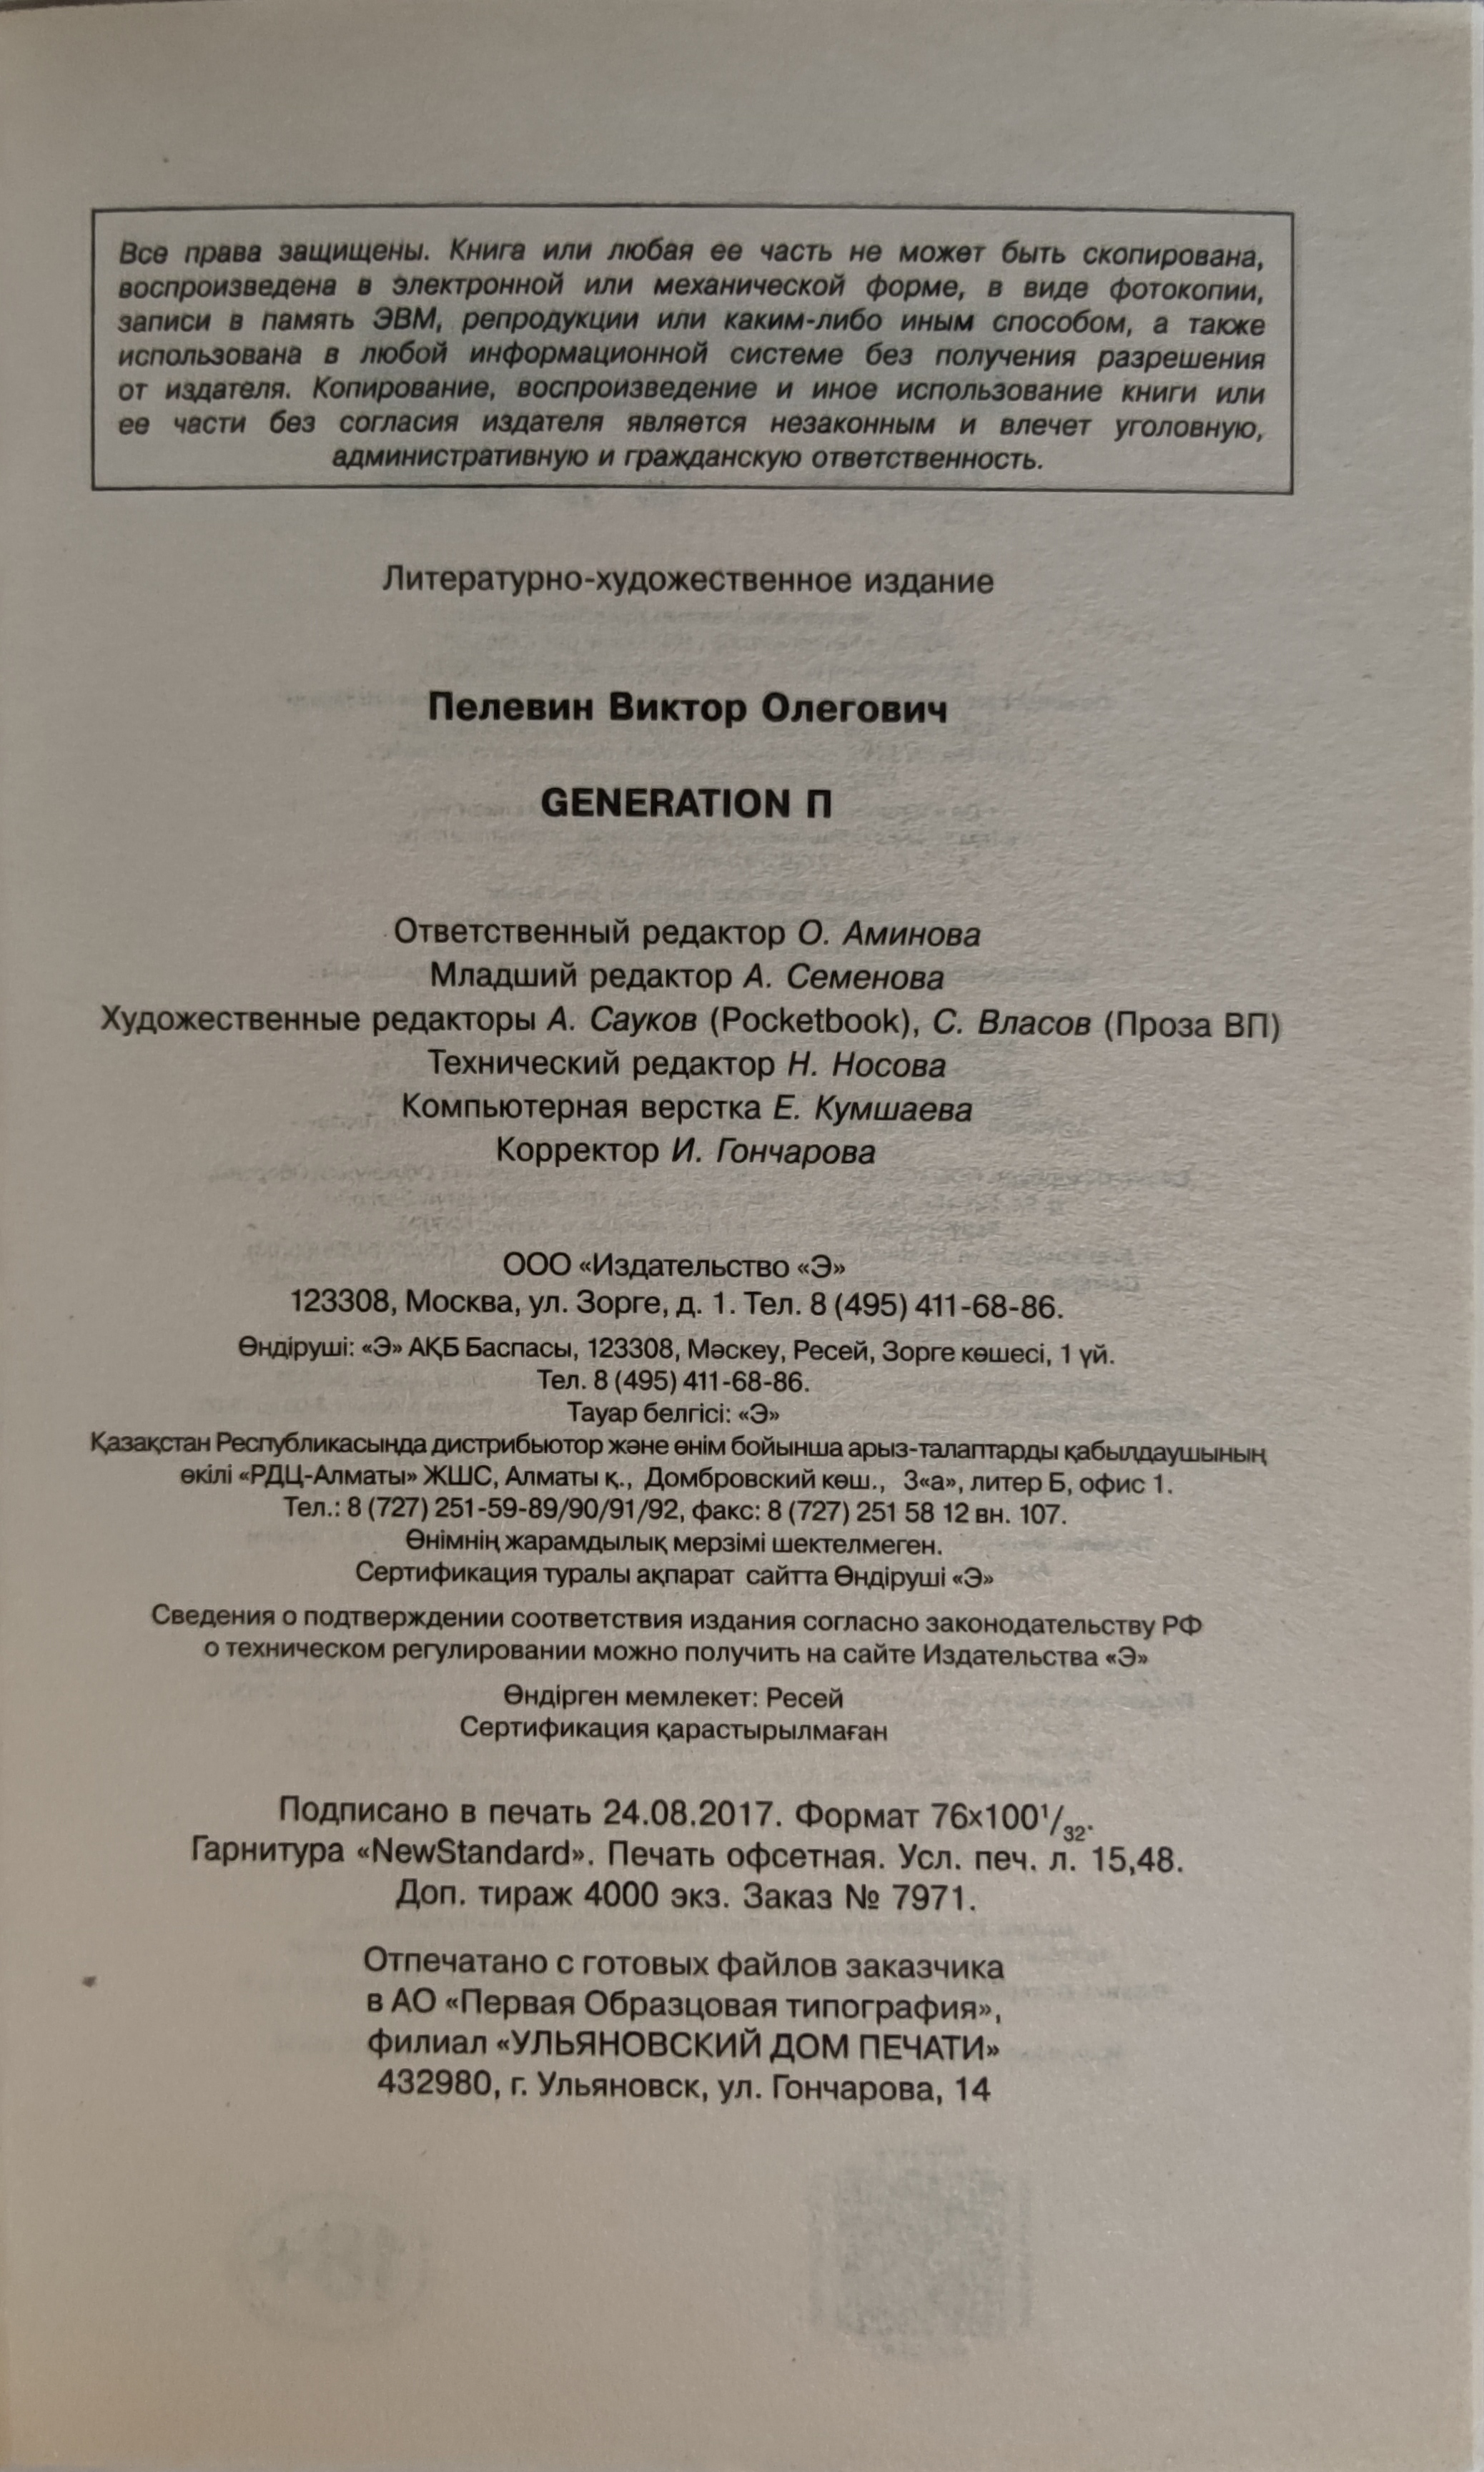 Все права защищены. Книга или любая ее часть не может быть скопирована,
воспроизведена в электронной или механической форме, в виде фотокопии,
записи в память ЭВМ, репродукции или каким-либо иным способом, а также
использована в любой информационной системе без получения разрешения
от издателя. Копирование, воспроизведение и иное использование книги или
ее части без согласия издателя является незаконным и влечет уголовную,
административную и гражданскую ответственность.
Литературно-художественное издание
Пелевин Виктор Олегович
GENERATION П
Ответственный редактор О. Аминова
Младший редактор А. Семенова
Художественные редакторы А. Сауков (Pocketbook), С. Власов (Проза ВП)
Технический редактор Н. Носова
Компьютерная верстка Е. Кумшаева
Корректор И. Гончарова
ООО «Издательство «Э»
123308, Москва, ул. Зорге, д. 1. Тел. 8 (495) 411-68-86.
Өндіруші: «Э» АҚБ Баспасы, 123308, Мәскеу, Ресей, Зорге көшесі, 1 үй.
Тел. 8 (495) 411-68-86.
Тауар белгісі: «Э»
Қазақстан Республикасында дистрибьютор және өнім бойынша арыз-талаптарды қабылдаушының
өкілі «РДЦ-Алматы» ЖШС, Алматы қ., Домбровский көш., 3«а», литер Б, офис 1.
Тел.: 8 (727) 251-59-89/90/91/92, факс: 8 (727) 251 58 12 вн. 107.
Өнімнің жарамдылық мерзімі шектелмеген.
Сертификация туралы ақпарат сайтта Өндіруші «Э»
Сведения о подтверждении соответствия издания согласно законодательству РФ
о техническом регулировании можно получить на сайте Издательства «Э»
Өндірген мемлекет: Ресей
Сертификация қарастырылмаған
Подписано в печать 24.08.2017. Формат 76x100¹/₃₂.
Гарнитура «NewStandard». Печать офсетная. Усл. печ. л. 15,48.
Доп. тираж 4000 экз. Заказ № 7971.
Отпечатано с готовых файлов заказчика
в АО «Первая Образцовая типография»,
филиал «УЛЬЯНОВСКИЙ ДОМ ПЕЧАТИ»
432980, г. Ульяновск, ул. Гончарова, 14